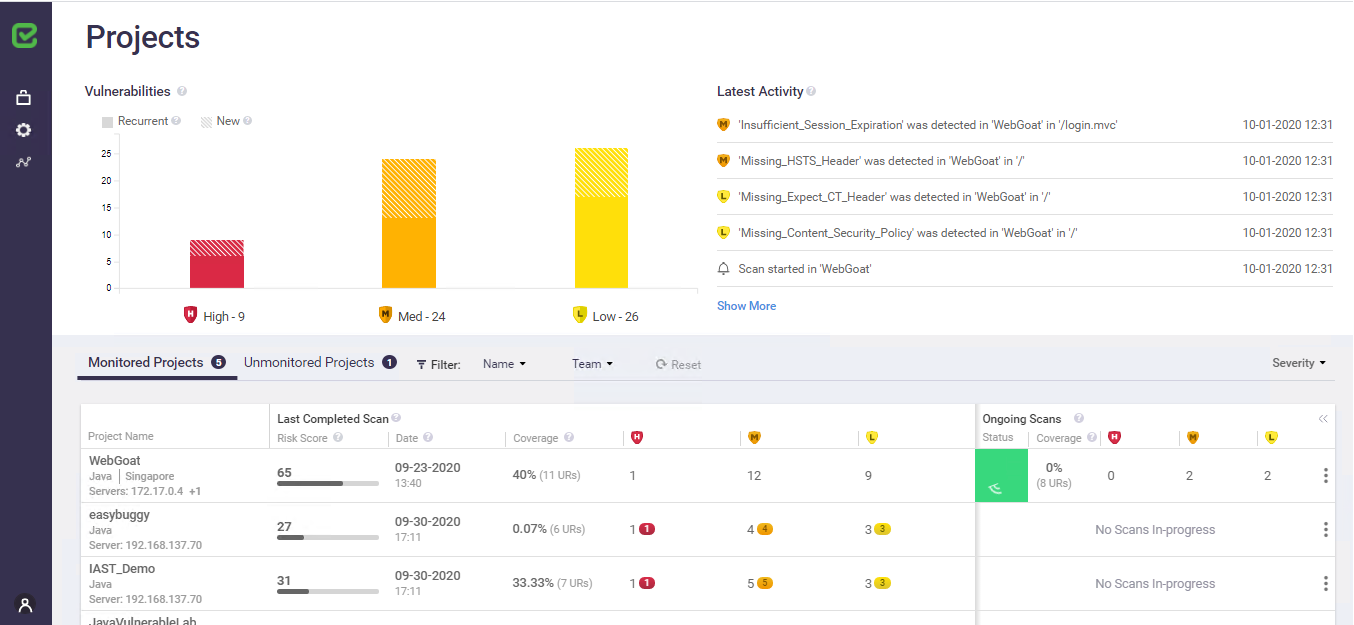 Projects
Vulnerabilities ?
Recurrent ? New ?
25
20
15
10
5
0
H High - 9 M Med - 24 L Low - 26
Latest Activity ?
M 'Insufficient_Session_Expiration' was detected in 'WebGoat' in '/login.mvc' 10-01-2020 12:31
M 'Missing_HSTS_Header' was detected in 'WebGoat' in '/' 10-01-2020 12:31
L 'Missing_Expect_CT_Header' was detected in 'WebGoat' in '/' 10-01-2020 12:31
L 'Missing_Content_Security_Policy' was detected in 'WebGoat' in '/' 10-01-2020 12:31
Scan started in 'WebGoat' 10-01-2020 12:31
Show More
Monitored Projects 5 Unmonitored Projects 1 Filter: Name Team Reset Severity
Last Completed Scan ? Ongoing Scans ?
Project Name Risk Score ? Date ? Coverage ? H M L Status Coverage ? H M L
WebGoat
Java | Singapore
Servers: 172.17.0.4 +1
65
09-23-2020
13:40
40% (11 URs) 1 12 9
0%
(8 URs)
0 2 2
easybuggy
Java
Server: 192.168.137.70
27
09-30-2020
17:11
0.07% (6 URs) 1 1 4 4 3 3 No Scans In-progress
IAST_Demo
Java
Server: 192.168.137.70
31
09-30-2020
17:11
33.33% (7 URs) 1 1 5 5 3 3 No Scans In-progress
JavaVulnerableLab